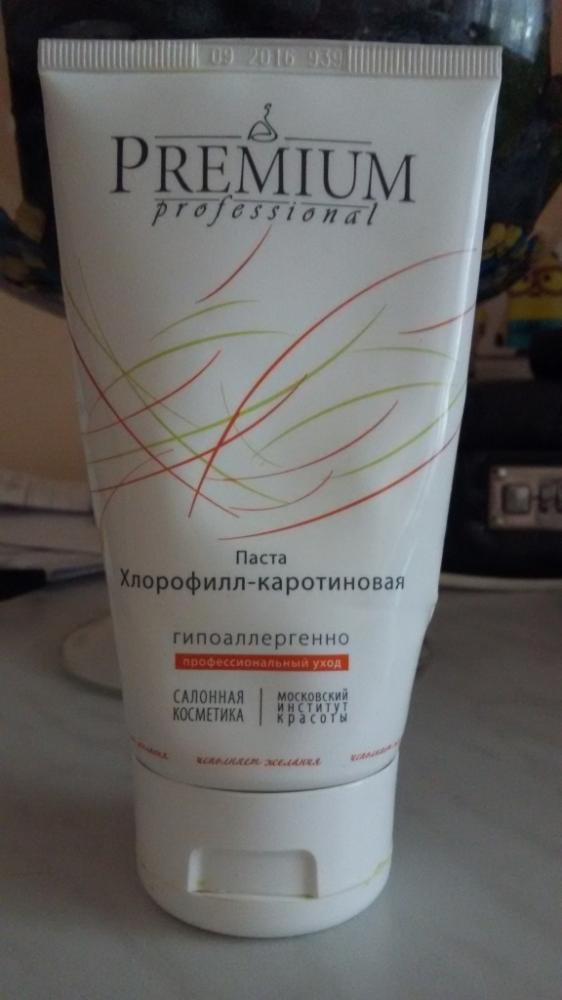 09 2016 939
PREMIUM
professional
Паста
Хлорофилл-каротиновая
гипоаллергенно
профессиональный уход
САЛОННАЯ
КОСМЕТИКА
МОСКОВСКИЙ
ИНСТИТУТ
красоты
исполняет желания